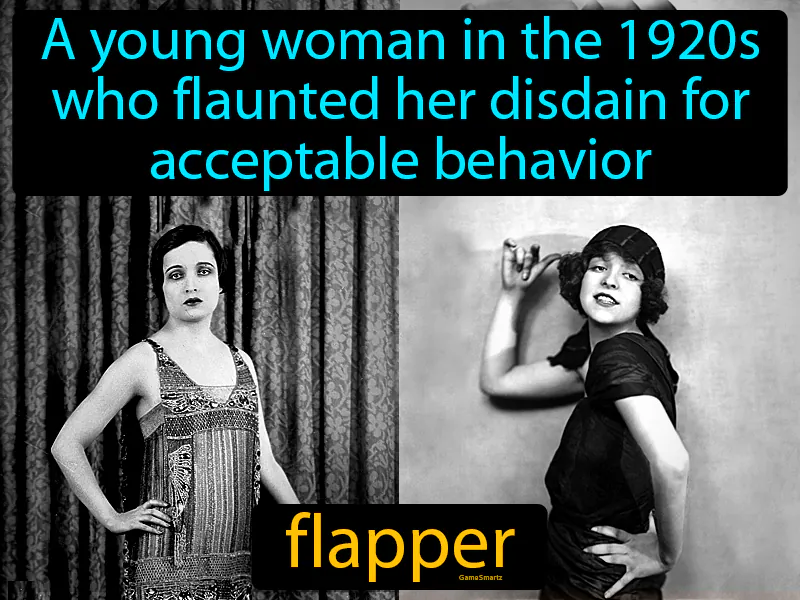 A young woman in the 1920s
who flaunted her disdain for
acceptable behavior
flapper
GameSmartz